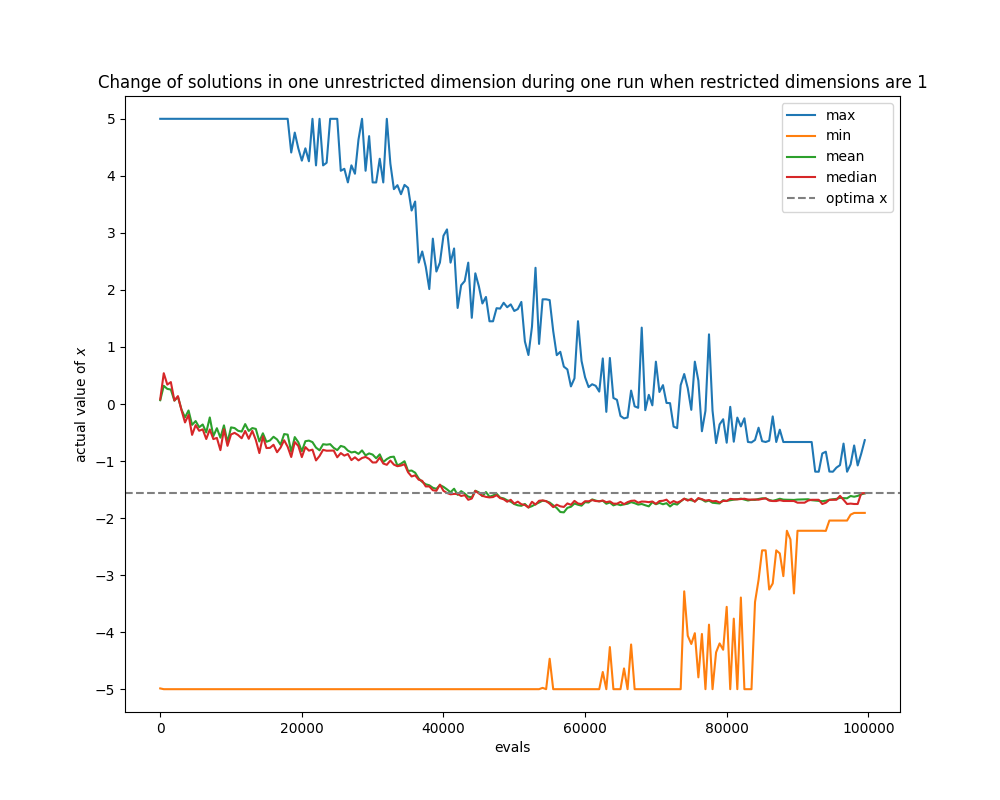 Change of solutions in one unrestricted dimension during one run when restricted dimensions are 1
max
min
mean
median
optima x
5
4
3
2
1
0
−1
−2
−3
−4
−5
actual value of x
0
20000
40000
60000
80000
100000
evals